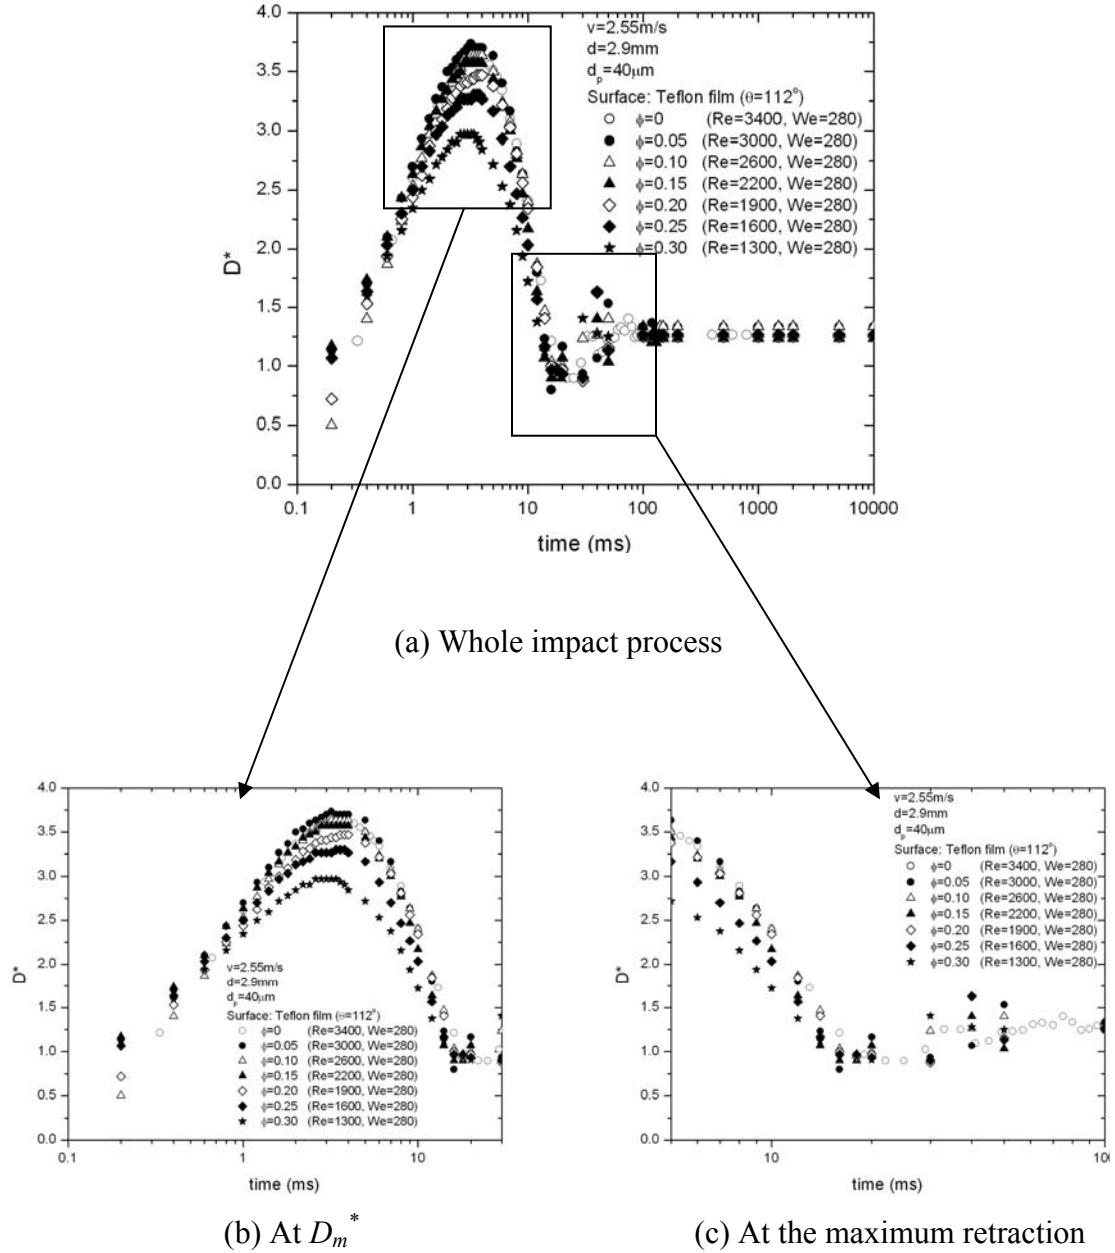 4.0
3.5
3.0
2.5
2.0
1.5
1.0
0.5
0.0
D*
v=2.55m/s
d=2.9mm
dp=40μm
Surface: Teflon film (θ=112°)
ϕ=0 (Re=3400, We=280)
ϕ=0.05 (Re=3000, We=280)
ϕ=0.10 (Re=2600, We=280)
ϕ=0.15 (Re=2200, We=280)
ϕ=0.20 (Re=1900, We=280)
ϕ=0.25 (Re=1600, We=280)
ϕ=0.30 (Re=1300, We=280)
0.1 1 10 100 1000 10000
time (ms)
(a) Whole impact process
4.0
3.5
3.0
2.5
2.0
1.5
1.0
0.5
0.0
D*
v=2.55m/s
d=2.9mm
dp=40μm
Surface: Teflon film (θ=112°)
ϕ=0 (Re=3400, We=280)
ϕ=0.05 (Re=3000, We=280)
ϕ=0.10 (Re=2600, We=280)
ϕ=0.15 (Re=2200, We=280)
ϕ=0.20 (Re=1900, We=280)
ϕ=0.25 (Re=1600, We=280)
ϕ=0.30 (Re=1300, We=280)
0.1 1 10
time (ms)
(b) At Dm*
4.0
3.5
3.0
2.5
2.0
1.5
1.0
0.5
0.0
D*
v=2.55m/s
d=2.9mm
dp=40μm
Surface: Teflon film (θ=112°)
ϕ=0 (Re=3400, We=280)
ϕ=0.05 (Re=3000, We=280)
ϕ=0.10 (Re=2600, We=280)
ϕ=0.15 (Re=2200, We=280)
ϕ=0.20 (Re=1900, We=280)
ϕ=0.25 (Re=1600, We=280)
ϕ=0.30 (Re=1300, We=280)
10 100
time (ms)
(c) At the maximum retraction